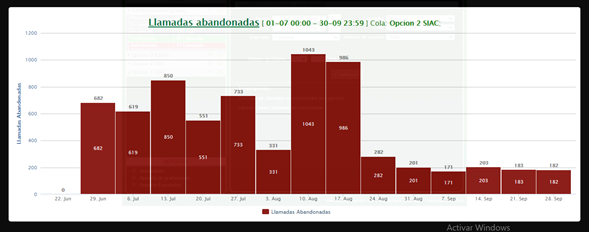 Llamadas abandonadas [ 01-07 00:00 - 30-09 23:59 ] Cola: Opcion 2 SIAC.
1200
1000
800
600
400
200
0
Llamadas Abandonadas
0
682
619
850
551
733
331
1043
986
282
201
171
203
183
182
682
619
850
551
733
331
1043
986
282
201
171
203
183
182
22. Jun
29. Jun
6. Jul
13. Jul
20. Jul
27. Jul
3. Aug
10. Aug
17. Aug
24. Aug
31. Aug
7. Sep
14. Sep
21. Sep
28. Sep
Llamadas Abandonadas
Activar Windows